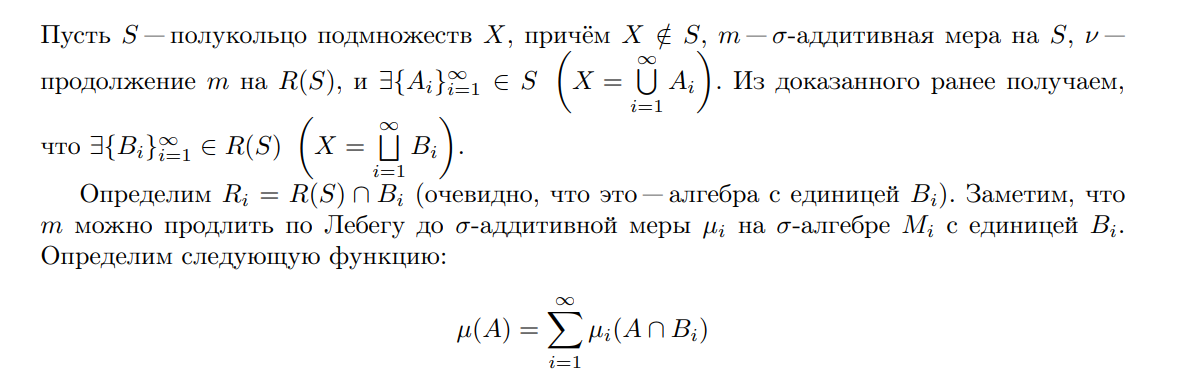 Пусть S — полукольцо подмножеств X, причём X ∉ S, m — σ-аддитивная мера на S, ν —
продолжение m на R(S), и ∃{A_i}_{i=1}^∞ ∈ S (X = ⋃_{i=1}^∞ A_i). Из доказанного ранее получаем,
что ∃{B_i}_{i=1}^∞ ∈ R(S) (X = ⨆_{i=1}^∞ B_i).
Определим R_i = R(S) ∩ B_i (очевидно, что это — алгебра с единицей B_i). Заметим, что
m можно продлить по Лебегу до σ-аддитивной меры μ_i на σ-алгебре M_i с единицей B_i.
Определим следующую функцию:
μ(A) = ∑_{i=1}^∞ μ_i(A ∩ B_i)